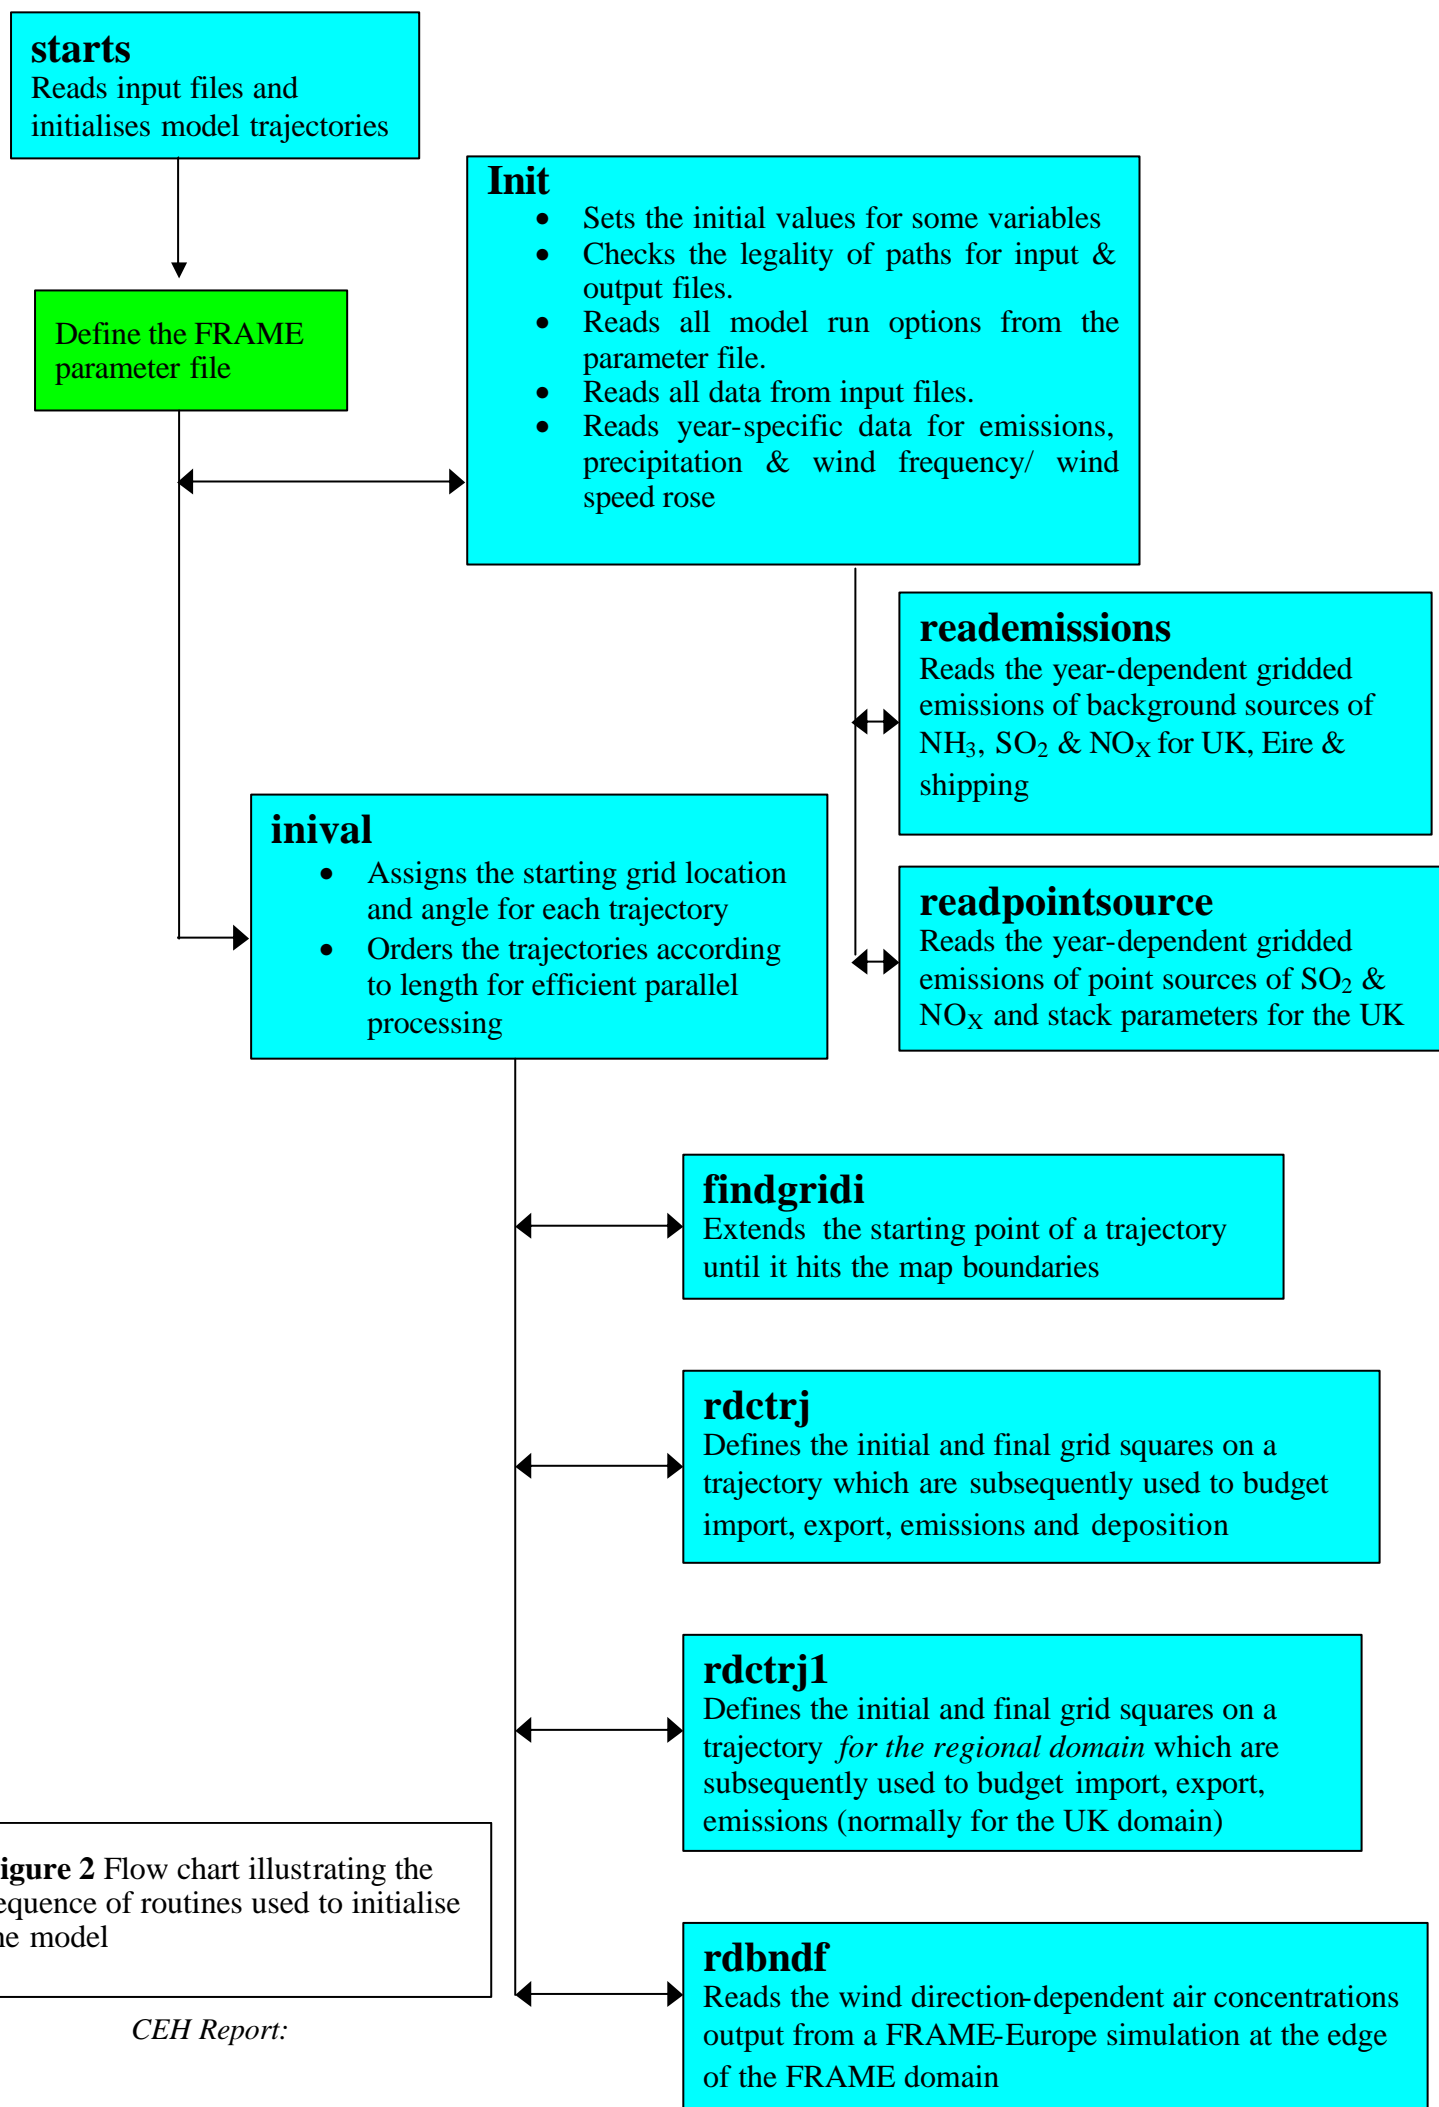 starts
Reads input files and
initialises model trajectories
Init
• Sets the initial values for some variables
• Checks the legality of paths for input &
output files.
• Reads all model run options from the
parameter file.
• Reads all data from input files.
• Reads year-specific data for emissions,
precipitation & wind frequency/ wind
speed rose
Define the FRAME
parameter file
reademissions
Reads the year-dependent gridded
emissions of background sources of
NH3, SO2 & NOX for UK, Eire &
shipping
inival
• Assigns the starting grid location
and angle for each trajectory
• Orders the trajectories according
to length for efficient parallel
processing
readpointsource
Reads the year-dependent gridded
emissions of point sources of SO2 &
NOX and stack parameters for the UK
findgridi
Extends the starting point of a trajectory
until it hits the map boundaries
rdctrj
Defines the initial and final grid squares on a
trajectory which are subsequently used to budget
import, export, emissions and deposition
rdctrj1
Defines the initial and final grid squares on a
trajectory for the regional domain which are
subsequently used to budget import, export,
emissions (normally for the UK domain)
igure 2 Flow chart illustrating the
equence of routines used to initialise
he model
rdbndf
Reads the wind direction-dependent air concentrations
output from a FRAME-Europe simulation at the edge
of the FRAME domain
CEH Report: